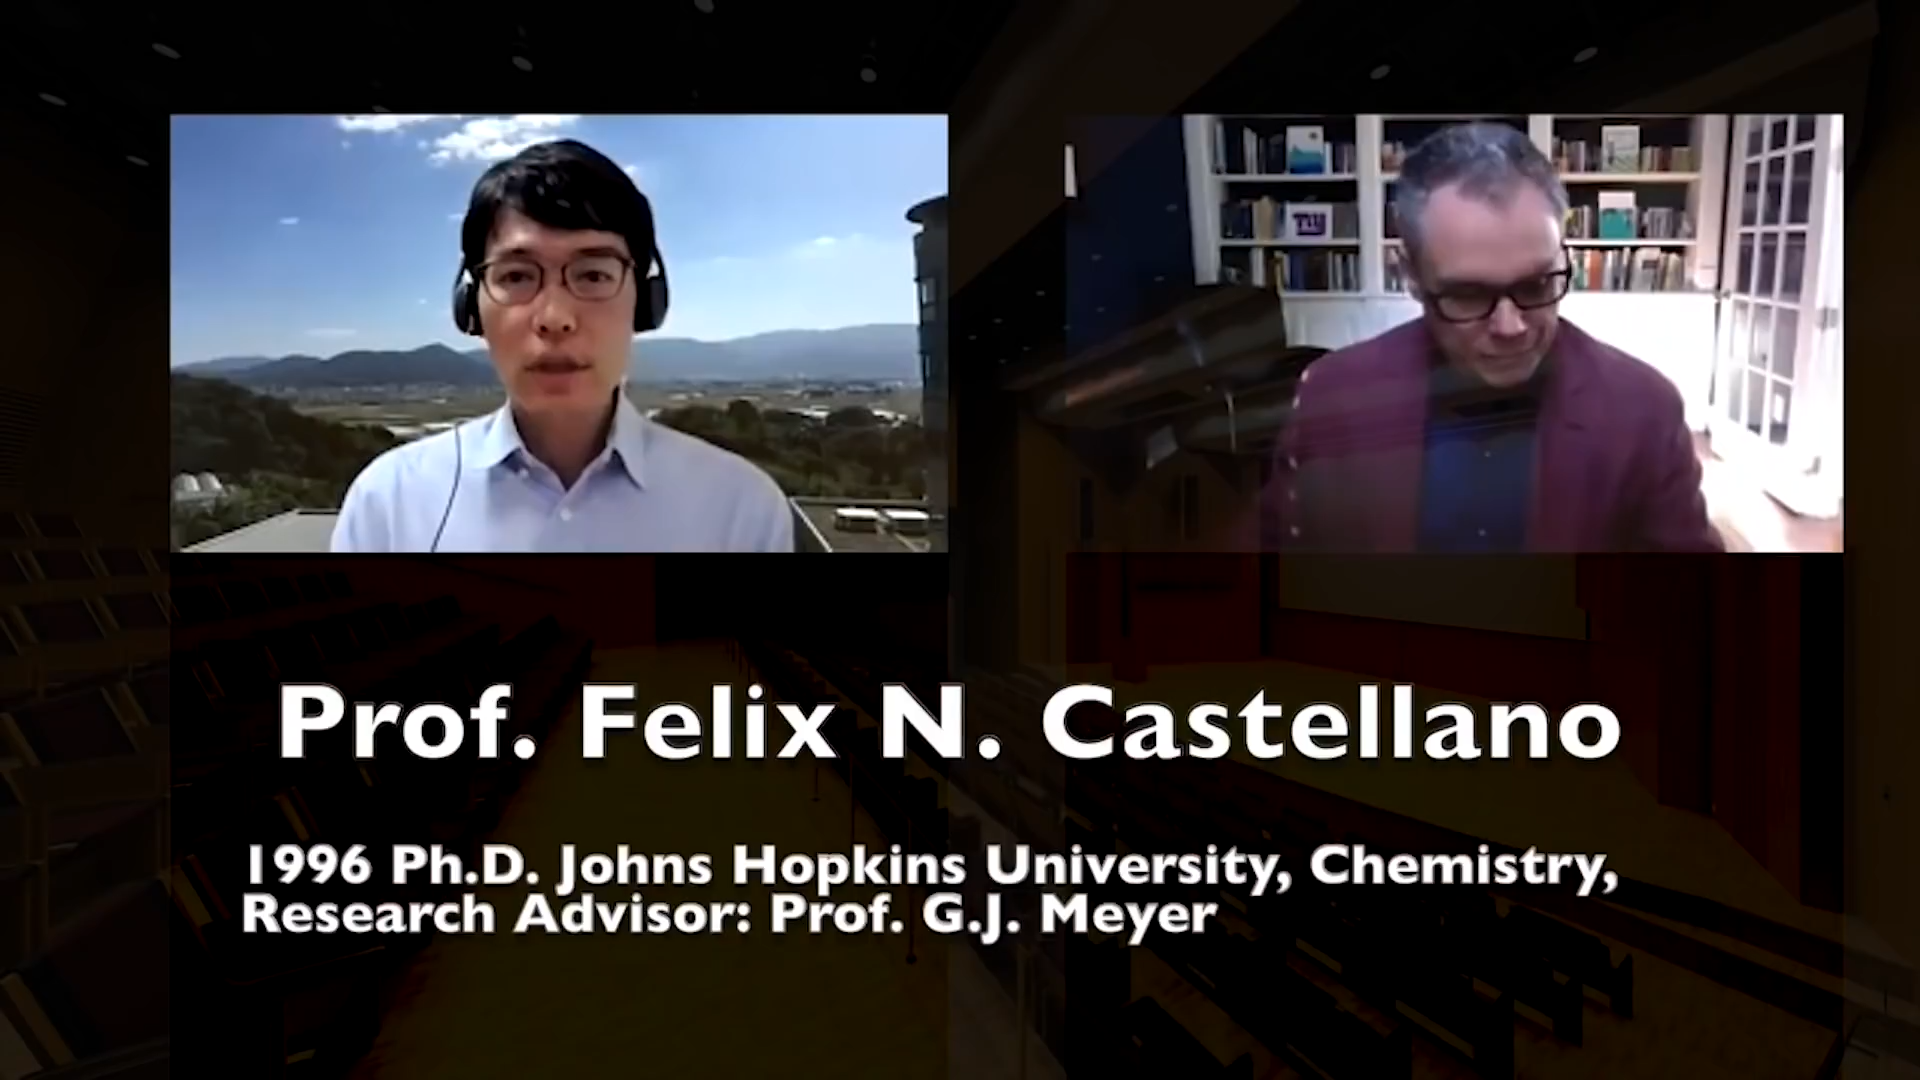 Prof. Felix N. Castellano
1996 Ph.D. Johns Hopkins University, Chemistry,
Research Advisor: Prof. G.J. Meyer